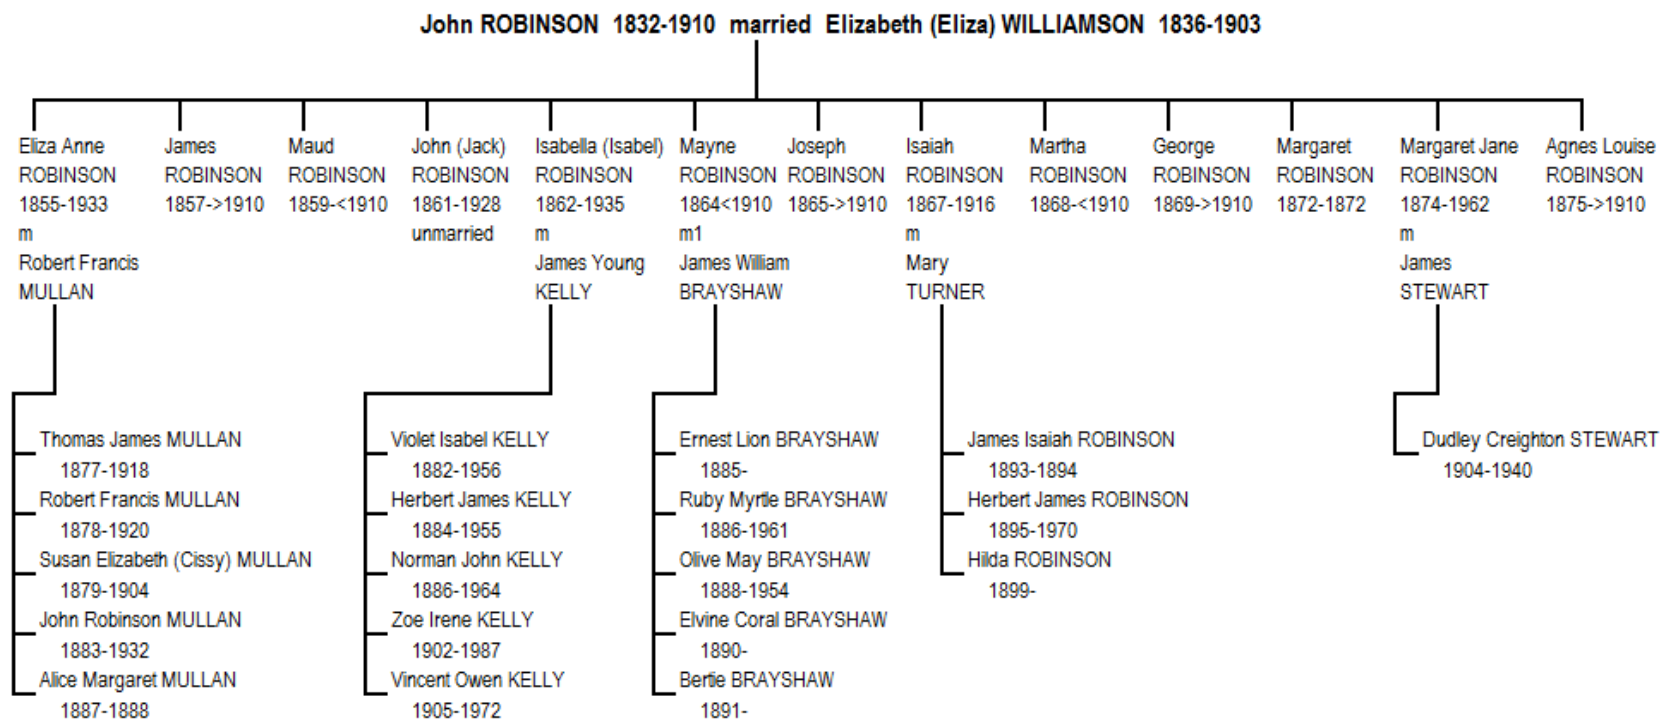 John ROBINSON 1832-1910 married Elizabeth (Eliza) WILLIAMSON 1836-1903
Eliza Anne
ROBINSON
1855-1933
m
Robert Francis
MULLAN
James
ROBINSON
1857->1910
Maud
ROBINSON
1859-<1910
John (Jack)
ROBINSON
1861-1928
unmarried
Isabella (Isabel)
ROBINSON
1862-1935
m
James Young
KELLY
Mayne
ROBINSON
1864<1910
m1
James William
BRAYSHAW
Joseph
ROBINSON
1865->1910
Isaiah
ROBINSON
1867-1916
m
Mary
TURNER
Martha
ROBINSON
1868-<1910
George
ROBINSON
1869->1910
Margaret
ROBINSON
1872-1872
Margaret Jane
ROBINSON
1874-1962
m
James
STEWART
Agnes Louise
ROBINSON
1875->1910
Thomas James MULLAN
1877-1918
Robert Francis MULLAN
1878-1920
Susan Elizabeth (Cissy) MULLAN
1879-1904
John Robinson MULLAN
1883-1932
Alice Margaret MULLAN
1887-1888
Violet Isabel KELLY
1882-1956
Herbert James KELLY
1884-1955
Norman John KELLY
1886-1964
Zoe Irene KELLY
1902-1987
Vincent Owen KELLY
1905-1972
Ernest Lion BRAYSHAW
1885-
Ruby Myrtle BRAYSHAW
1886-1961
Olive May BRAYSHAW
1888-1954
Elvine Coral BRAYSHAW
1890-
Bertie BRAYSHAW
1891-
James Isaiah ROBINSON
1893-1894
Herbert James ROBINSON
1895-1970
Hilda ROBINSON
1899-
Dudley Creighton STEWART
1904-1940